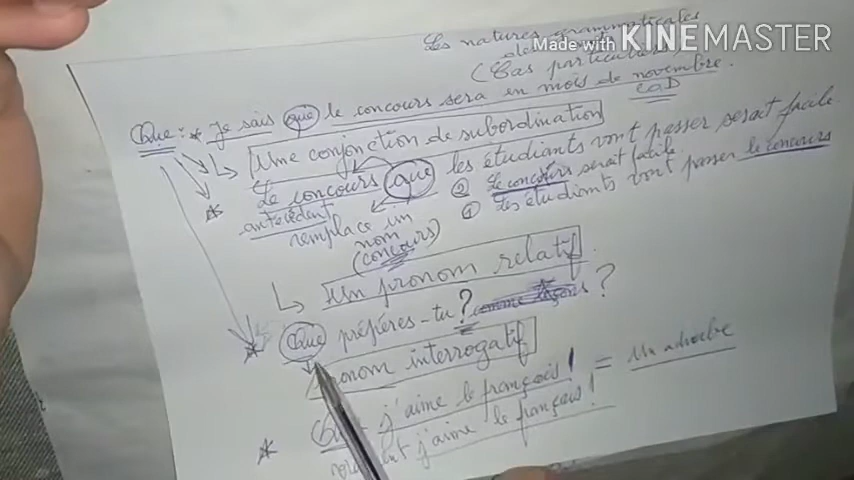 Les natures grammaticales
de
(Cas particuliers
Made with KINEMASTER
Que: * Je sais que le concours sera en mois de novembre.
COD
Une conjonction de subordination
* Le concours que les étudiants vont passer serait facile.
antécédent
remplace un
nom
(concours)
② Le concours serait facile.
① Les étudiants vont passer le concours
Un pronom relatif
* Que préfères-tu ? ?
pronom interrogatif
* j'aime le français ! = Un adverbe
j'aime le français !